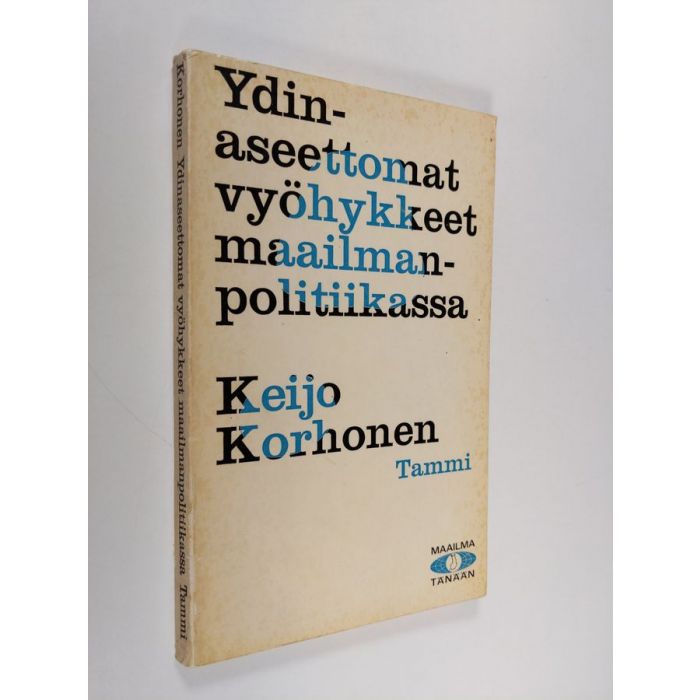 Korhonen Ydinaseettomat vyöhykkeet maailmanpolitiikassa Tammi
Ydin-
aseettomat
vyöhykkeet
maailman-
politiikassa
Keijo
Korhonen
Tammi
MAAILMA
TÄNÄÄN